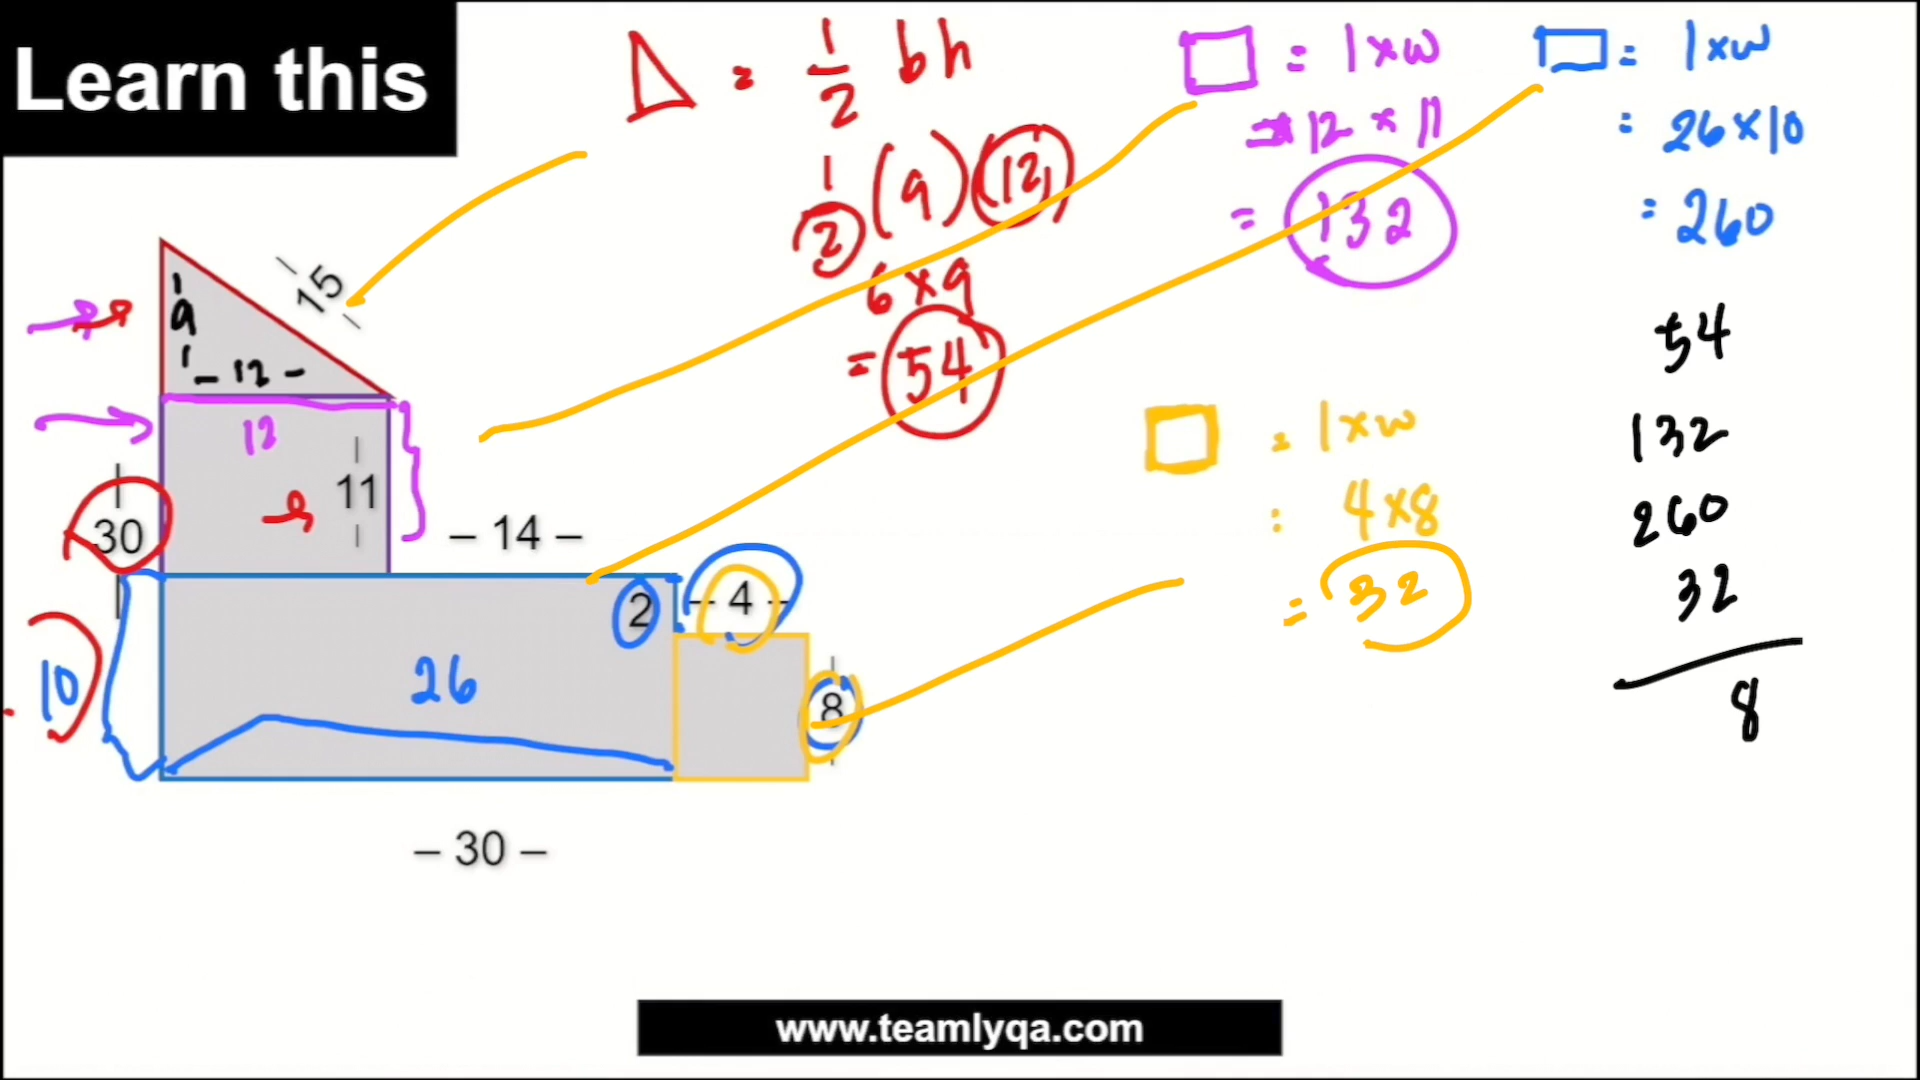 Learn this
= 1/2 bh
1/2 (9)(12)
6 x 9
= 54
= l x w
= 12 x 11
= 132
= l x w
= 26 x 10
= 260
15
9
– 12 –
12
11
30
– 14 –
2
– 4 –
10
26
8
– 30 –
= l x w
= 4 x 8
= 32
54
132
260
32
8
www.teamlyqa.com